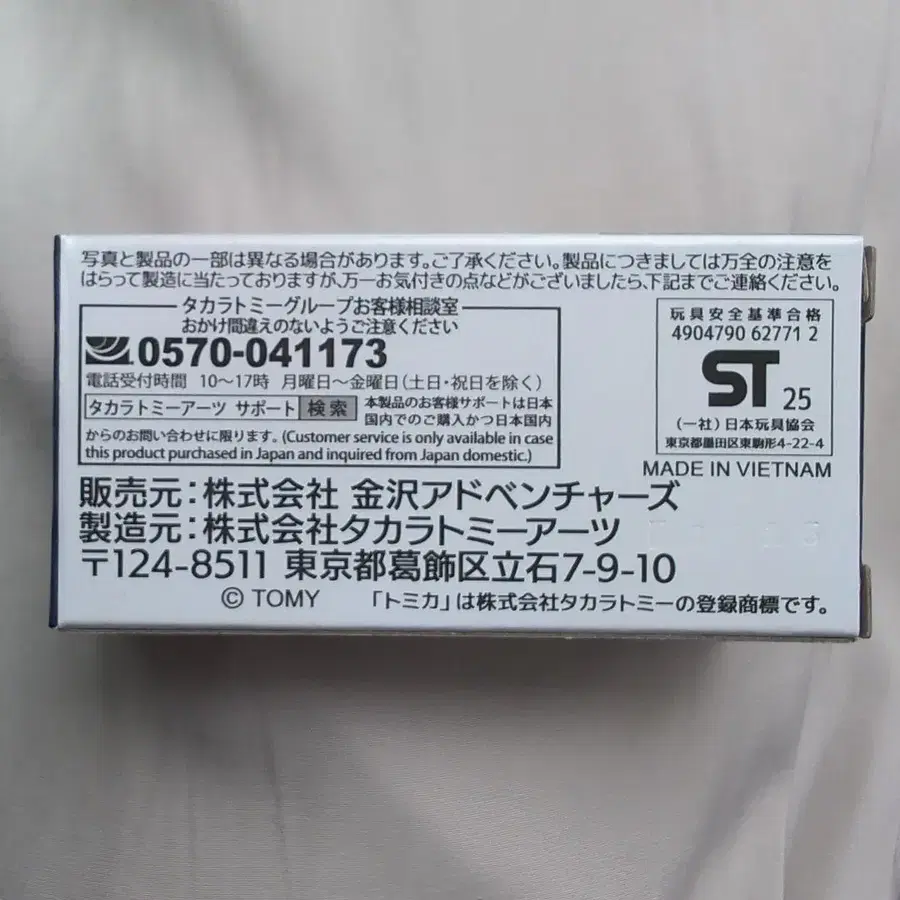 写真と製品の一部は異なる場合があります。ご了承ください。製品につきましては万全の注意を
はらって製造に当たっておりますが、万一お気付きの点などがございましたら、下記までご連絡ください。
タカラトミーグループお客様相談室
おかけ間違えのないようご注意ください
0570-041173
電話受付時間 10〜17時 月曜日〜金曜日(土日・祝日を除く)
タカラトミーアーツ サポート 検索 本製品のお客様サポートは日本
国内でのご購入かつ日本国内
からのお問い合わせに限ります。(Customer service is only available in case
this product purchased in Japan and inquired from Japan domestic.)
玩具安全基準合格
4904790 62771 2
ST 25
(一社)日本玩具協会
東京都墨田区東駒形4-22-4
MADE IN VIETNAM
販売元:株式会社 金沢アドベンチャーズ
製造元:株式会社タカラトミーアーツ
〒124-8511 東京都葛飾区立石7-9-10
© TOMY 「トミカ」は株式会社タカラトミーの登録商標です。